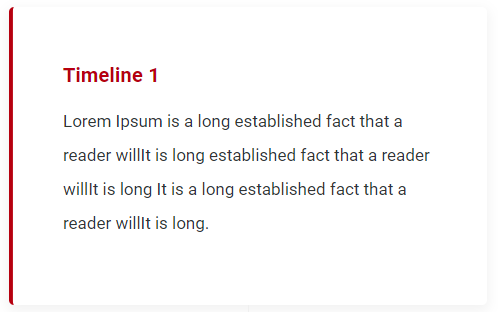 Timeline 1
Lorem Ipsum is a long established fact that a
reader willIt is long established fact that a reader
willIt is long It is a long established fact that a
reader willIt is long.